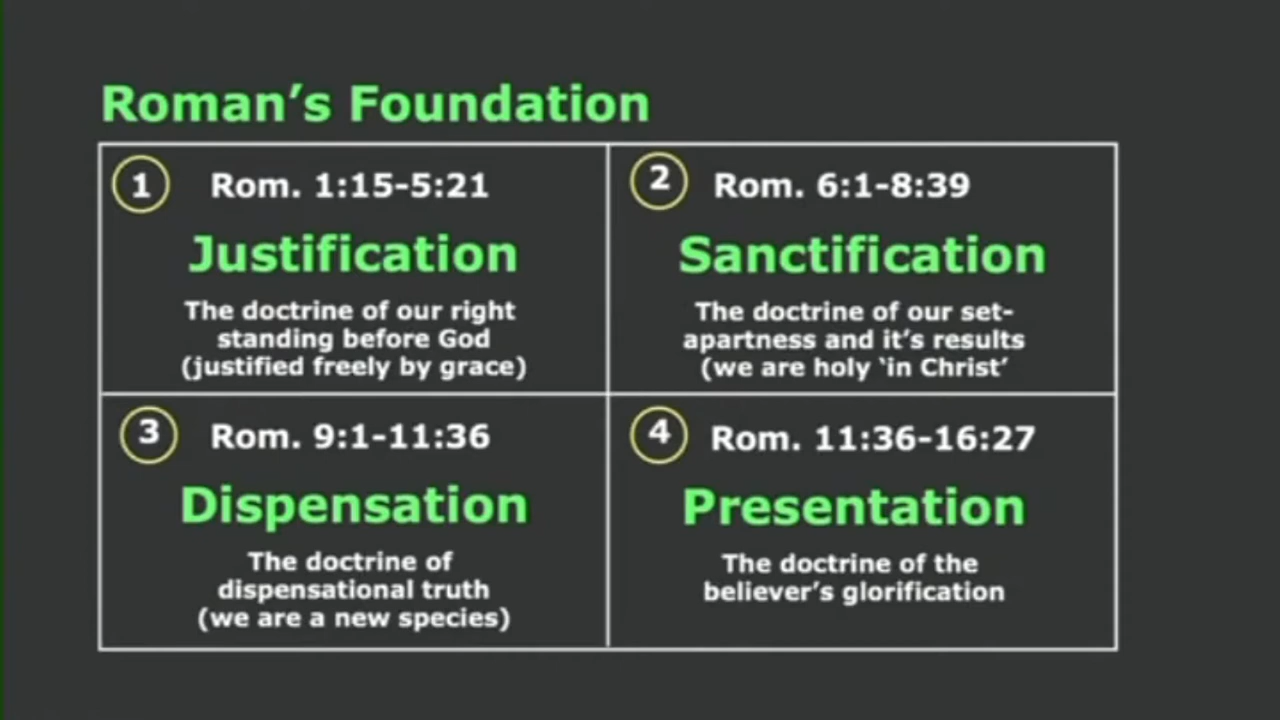 Roman’s Foundation
1 Rom. 1:15-5:21
Justification
The doctrine of our right
standing before God
(justified freely by grace)
2 Rom. 6:1-8:39
Sanctification
The doctrine of our set-
apartness and it’s results
(we are holy ‘in Christ’
3 Rom. 9:1-11:36
Dispensation
The doctrine of
dispensational truth
(we are a new species)
4 Rom. 11:36-16:27
Presentation
The doctrine of the
believer’s glorification